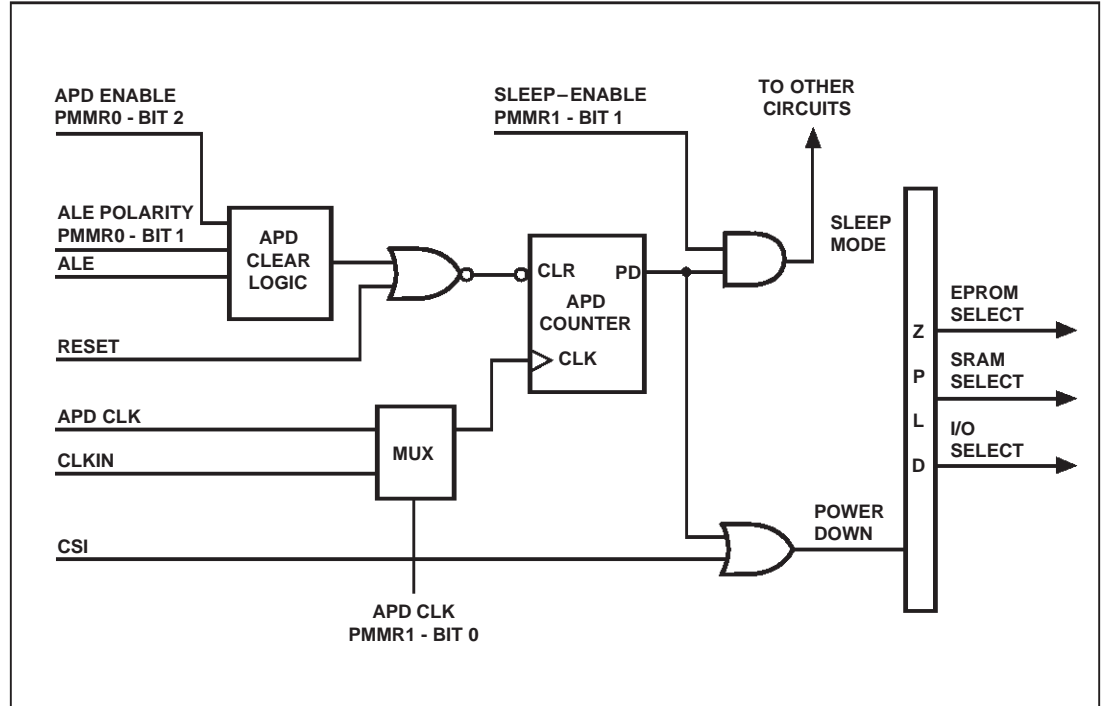 APD ENABLE
PMMR0 - BIT 2
SLEEP–ENABLE
PMMR1 - BIT 1
TO OTHER
CIRCUITS
ALE POLARITY
PMMR0 - BIT 1
ALE
APD
CLEAR
LOGIC
SLEEP
MODE
CLR
PD
APD
COUNTER
CLK
RESET
APD CLK
CLKIN
MUX
CSI
APD CLK
PMMR1 - BIT 0
POWER
DOWN
Z
P
L
D
EPROM
SELECT
SRAM
SELECT
I/O
SELECT